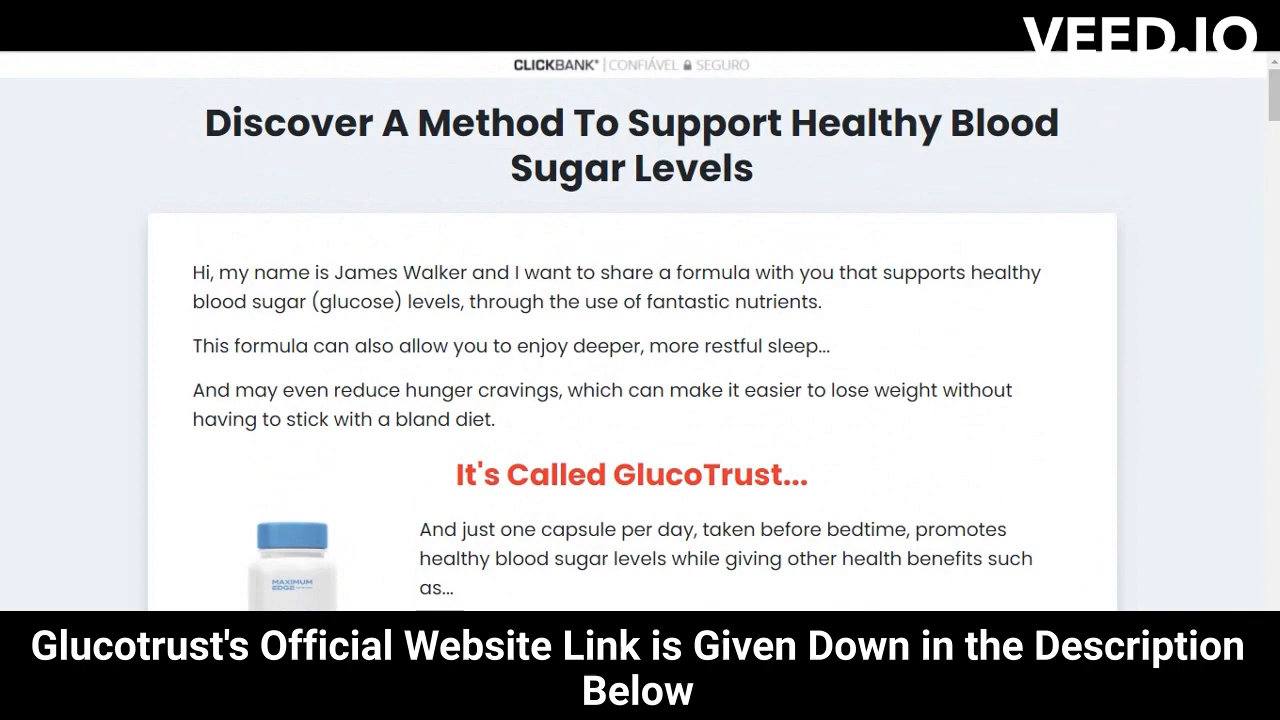 VEED.IO
CLICKBANK® | CONFIÁVEL SEGURO
Discover A Method To Support Healthy Blood
Sugar Levels
Hi, my name is James Walker and I want to share a formula with you that supports healthy
blood sugar (glucose) levels, through the use of fantastic nutrients.
This formula can also allow you to enjoy deeper, more restful sleep...
And may even reduce hunger cravings, which can make it easier to lose weight without
having to stick with a bland diet.
It's Called GlucoTrust...
And just one capsule per day, taken before bedtime, promotes
healthy blood sugar levels while giving other health benefits such
as...
MAXIMUM
EDGE
Glucotrust's Official Website Link is Given Down in the Description
Below